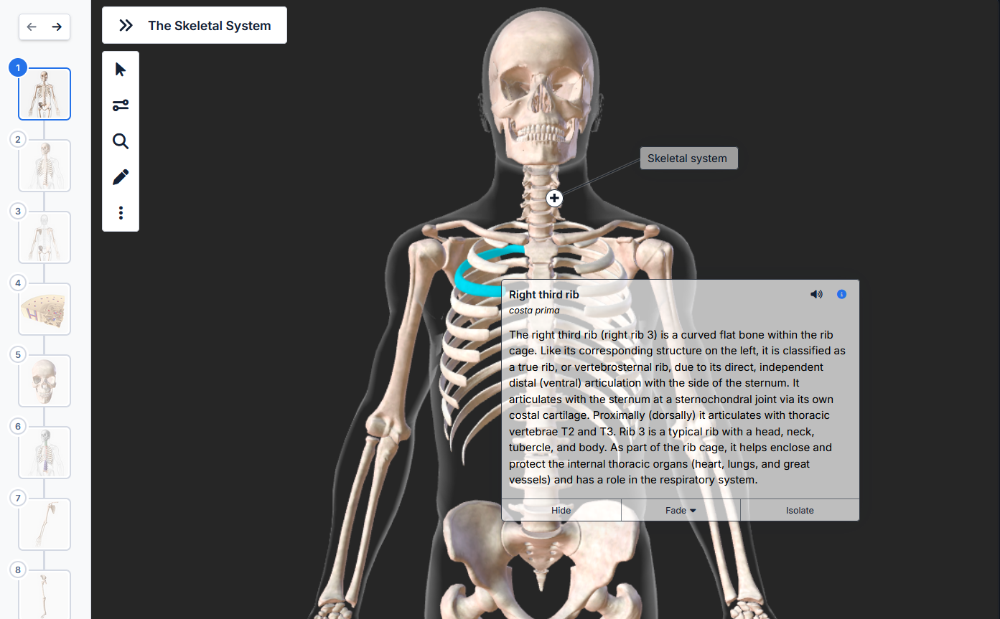 The Skeletal System
1
2
3
4
5
6
7
8
Skeletal system
Right third rib
costa prima
The right third rib (right rib 3) is a curved flat bone within the rib
cage. Like its corresponding structure on the left, it is classified as
a true rib, or vertebrosternal rib, due to its direct, independent
distal (ventral) articulation with the side of the sternum. It
articulates with the sternum at a sternochondral joint via its own
costal cartilage. Proximally (dorsally) it articulates with thoracic
vertebrae T2 and T3. Rib 3 is a typical rib with a head, neck,
tubercle, and body. As part of the rib cage, it helps enclose and
protect the internal thoracic organs (heart, lungs, and great
vessels) and has a role in the respiratory system.
Hide
Fade
Isolate